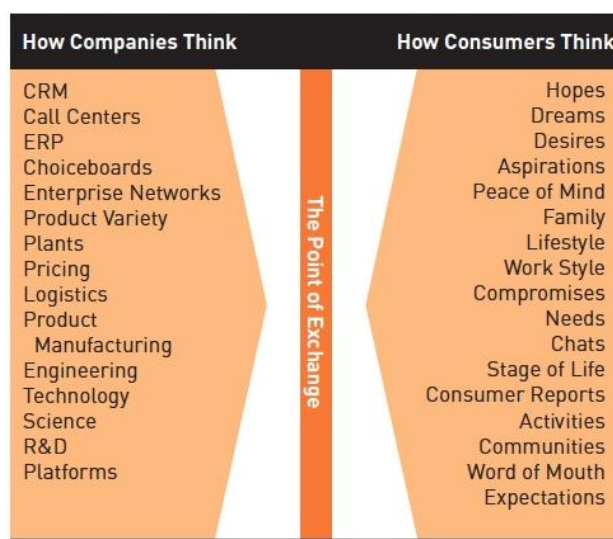 How Companies Think
How Consumers Think
CRM
Call Centers
ERP
Choiceboards
Enterprise Networks
Product Variety
Plants
Pricing
Logistics
Product
Manufacturing
Engineering
Technology
Science
R&D
Platforms
The Point of Exchange
Hopes
Dreams
Desires
Aspirations
Peace of Mind
Family
Lifestyle
Work Style
Compromises
Needs
Chats
Stage of Life
Consumer Reports
Activities
Communities
Word of Mouth
Expectations